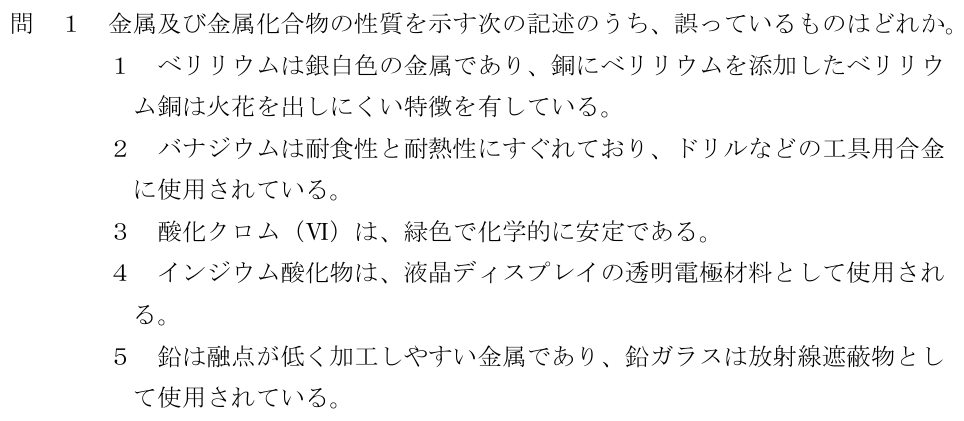 問　１　金属及び金属化合物の性質を示す次の記述のうち、誤っているものはどれか。
１　ベリリウムは銀白色の金属であり、銅にベリリウムを添加したベリリウ
ム銅は火花を出しにくい特徴を有している。
２　バナジウムは耐食性と耐熱性にすぐれており、ドリルなどの工具用合金
に使用されている。
３　酸化クロム（Ⅵ）は、緑色で化学的に安定である。
４　インジウム酸化物は、液晶ディスプレイの透明電極材料として使用され
る。
５　鉛は融点が低く加工しやすい金属であり、鉛ガラスは放射線遮蔽物とし
て使用されている。